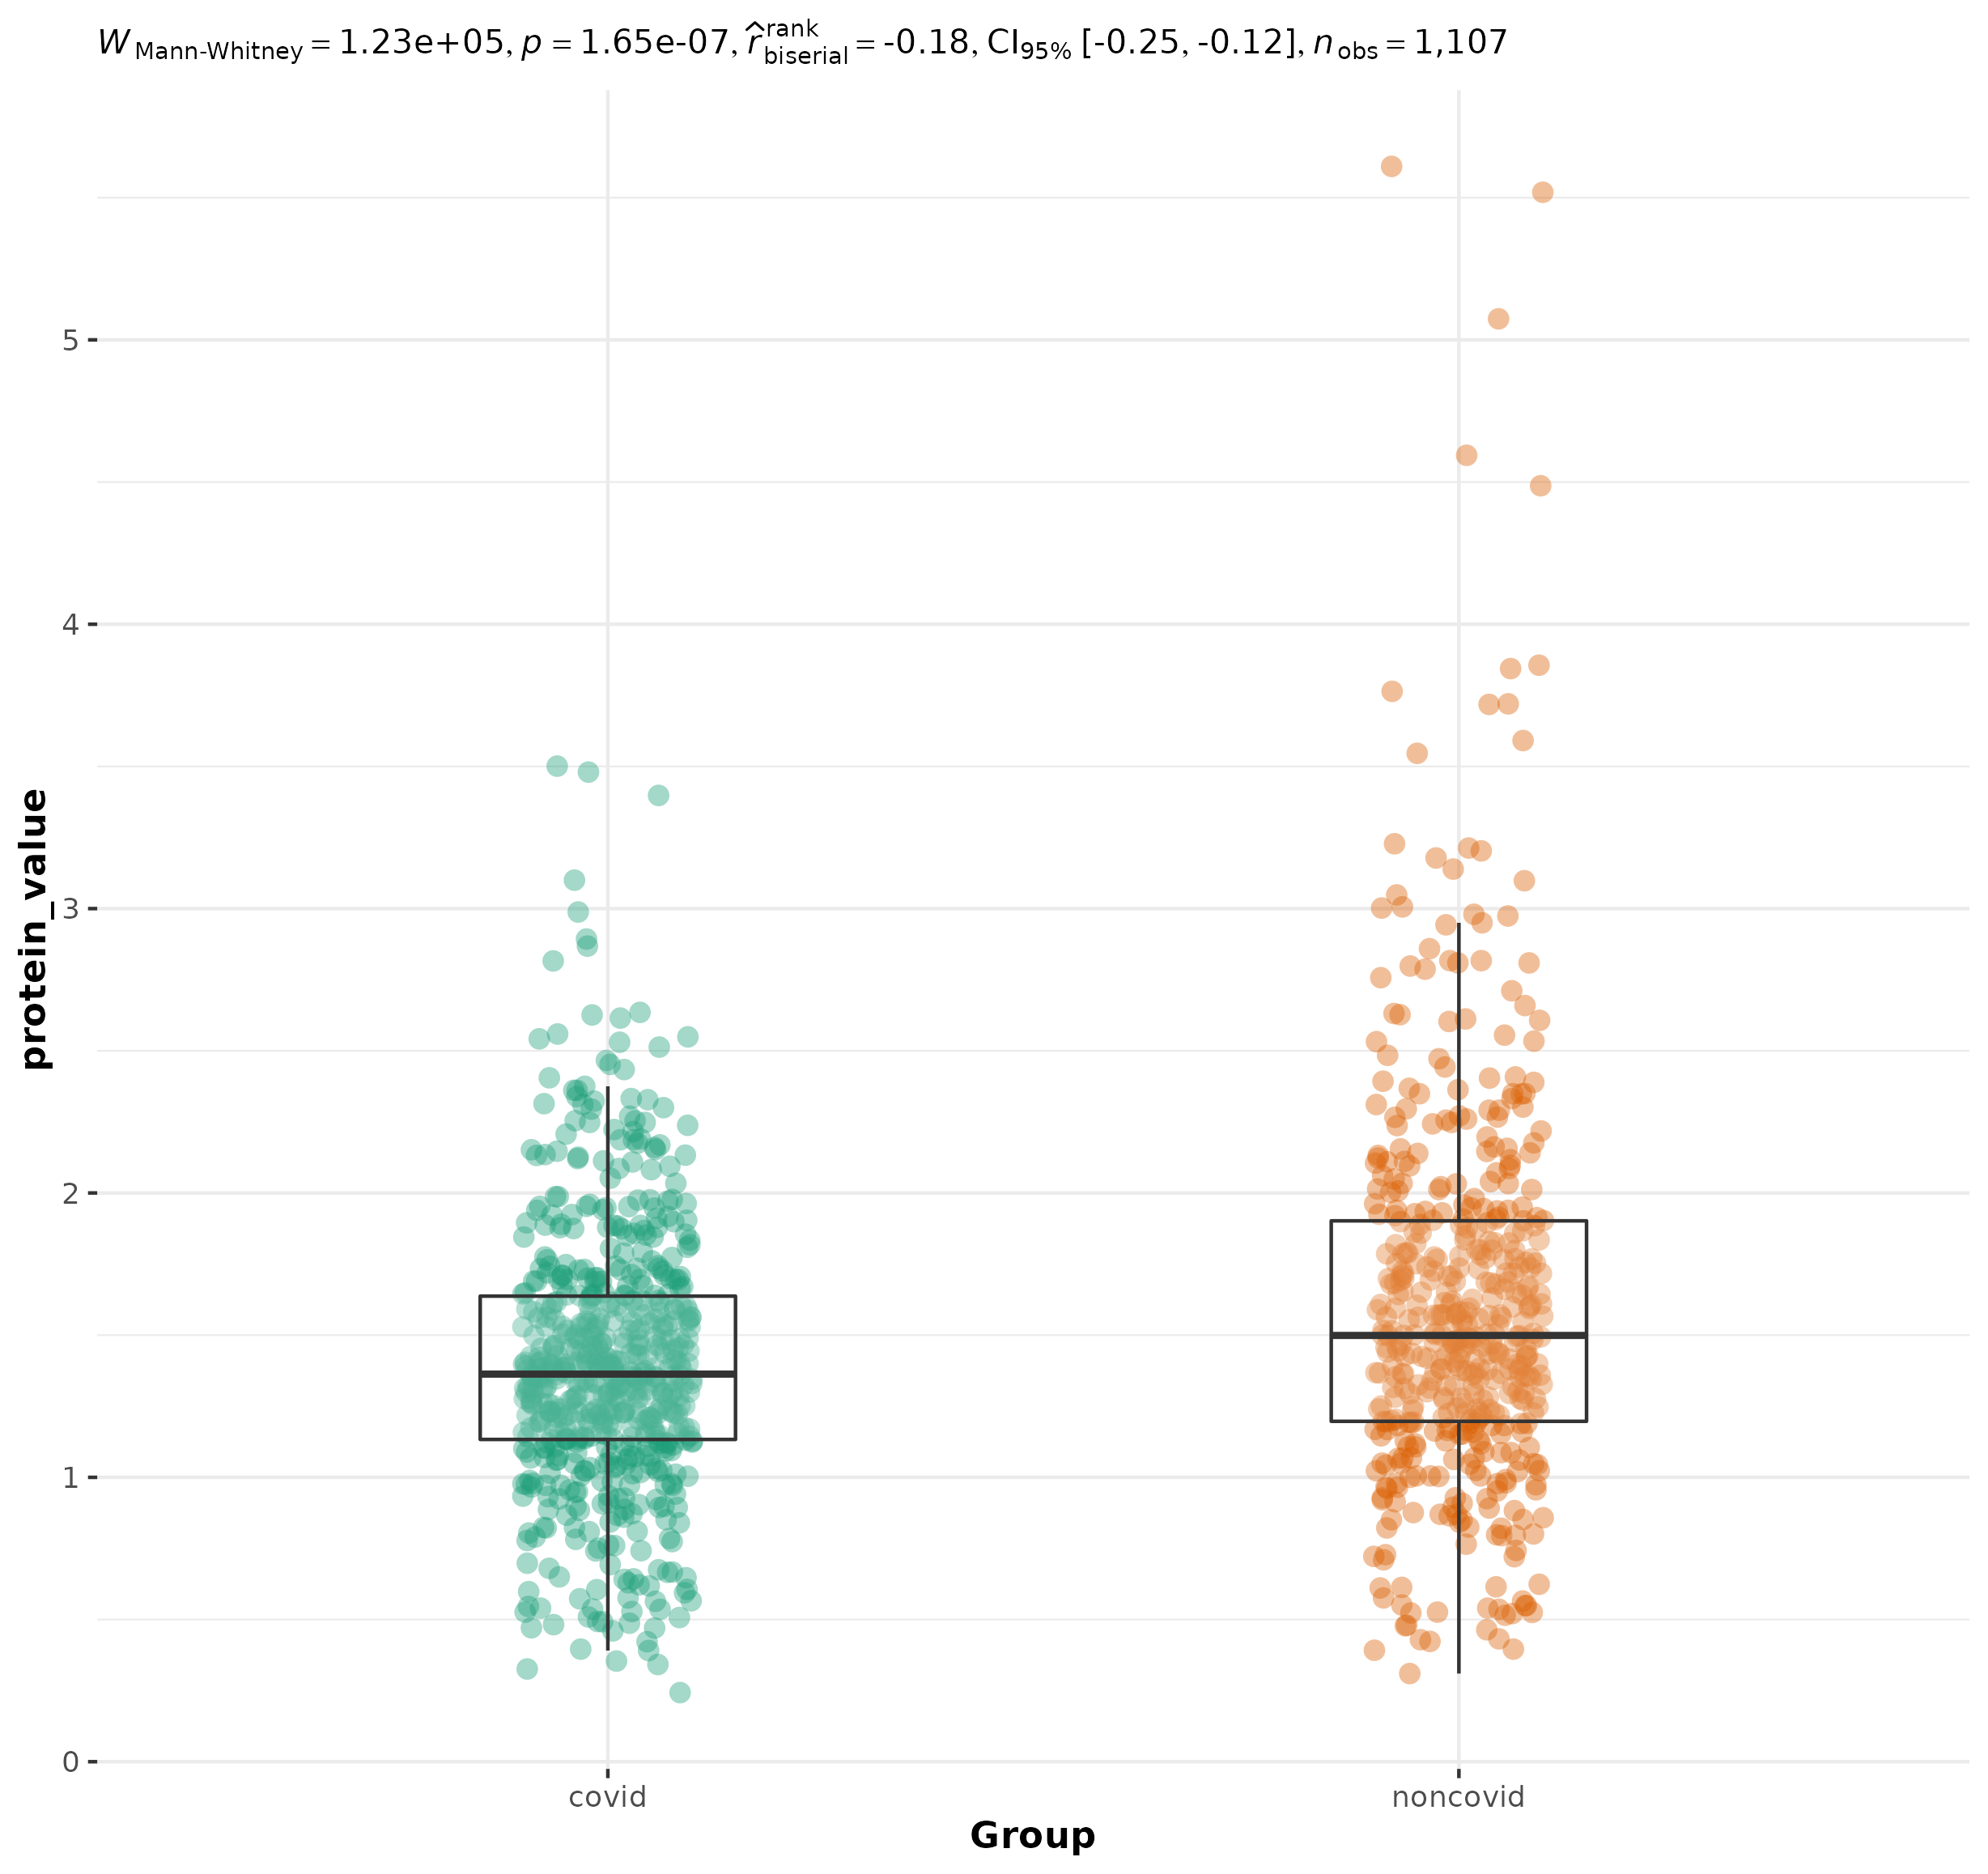 W Mann-Whitney = 1.23e+05, p = 1.65e-07, r̂ rank biserial = -0.18, CI95% [-0.25, -0.12], n obs = 1,107
5
4
3
2
1
0
protein_value
covid noncovid
Group